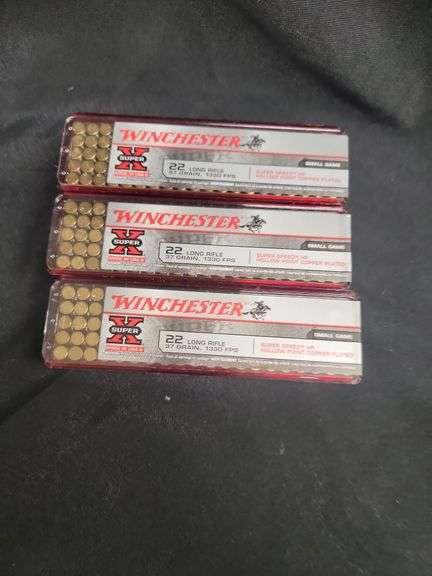 WINCHESTER
X
SUPER
SMALL GAME
22 LONG RIFLE
37 GRAIN, 1330 FPS
SUPER SPEED HP
HOLLOW POINT COPPER PLATED
WINCHESTER
X
SUPER
SMALL GAME
22 LONG RIFLE
37 GRAIN, 1330 FPS
SUPER SPEED HP
HOLLOW POINT COPPER PLATED
WINCHESTER
X
SUPER
SMALL GAME
22 LONG RIFLE
37 GRAIN, 1330 FPS
SUPER SPEED HP
HOLLOW POINT COPPER PLATED